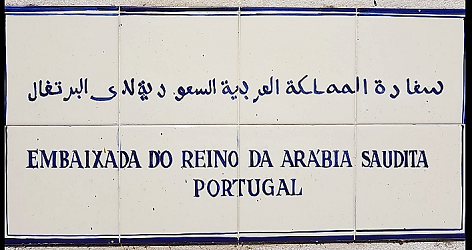 سفارة المملكة العربية السعودية لدى البرتغال
EMBAIXADA DO REINO DA ARÁBIA SAUDITA
PORTUGAL